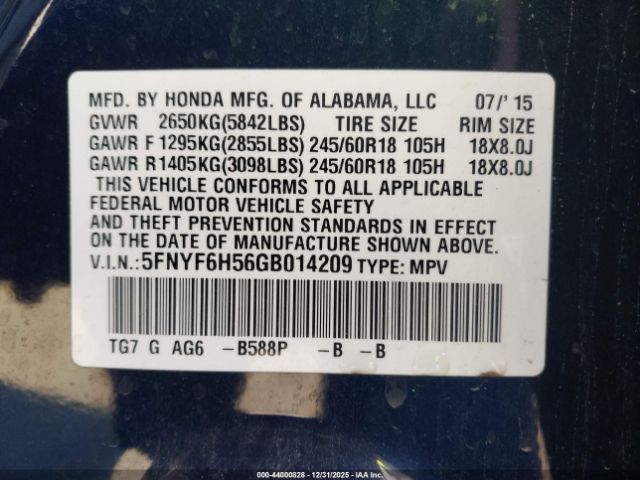 MFD. BY HONDA MFG. OF ALABAMA, LLC 07/'15
GVWR 2650KG(5842LBS) TIRE SIZE RIM SIZE
GAWR F 1295KG(2855LBS) 245/60R18 105H 18X8.0J
GAWR R 1405KG(3098LBS) 245/60R18 105H 18X8.0J
THIS VEHICLE CONFORMS TO ALL APPLICABLE
FEDERAL MOTOR VEHICLE SAFETY
AND THEFT PREVENTION STANDARDS IN EFFECT
ON THE DATE OF MANUFACTURE SHOWN ABOVE.
V.I.N.:5FNYF6H56GB014209 TYPE: MPV
TG7 G AG6 -B588P -B -B
000-44000828 - 12/31/2025 - IAA Inc.